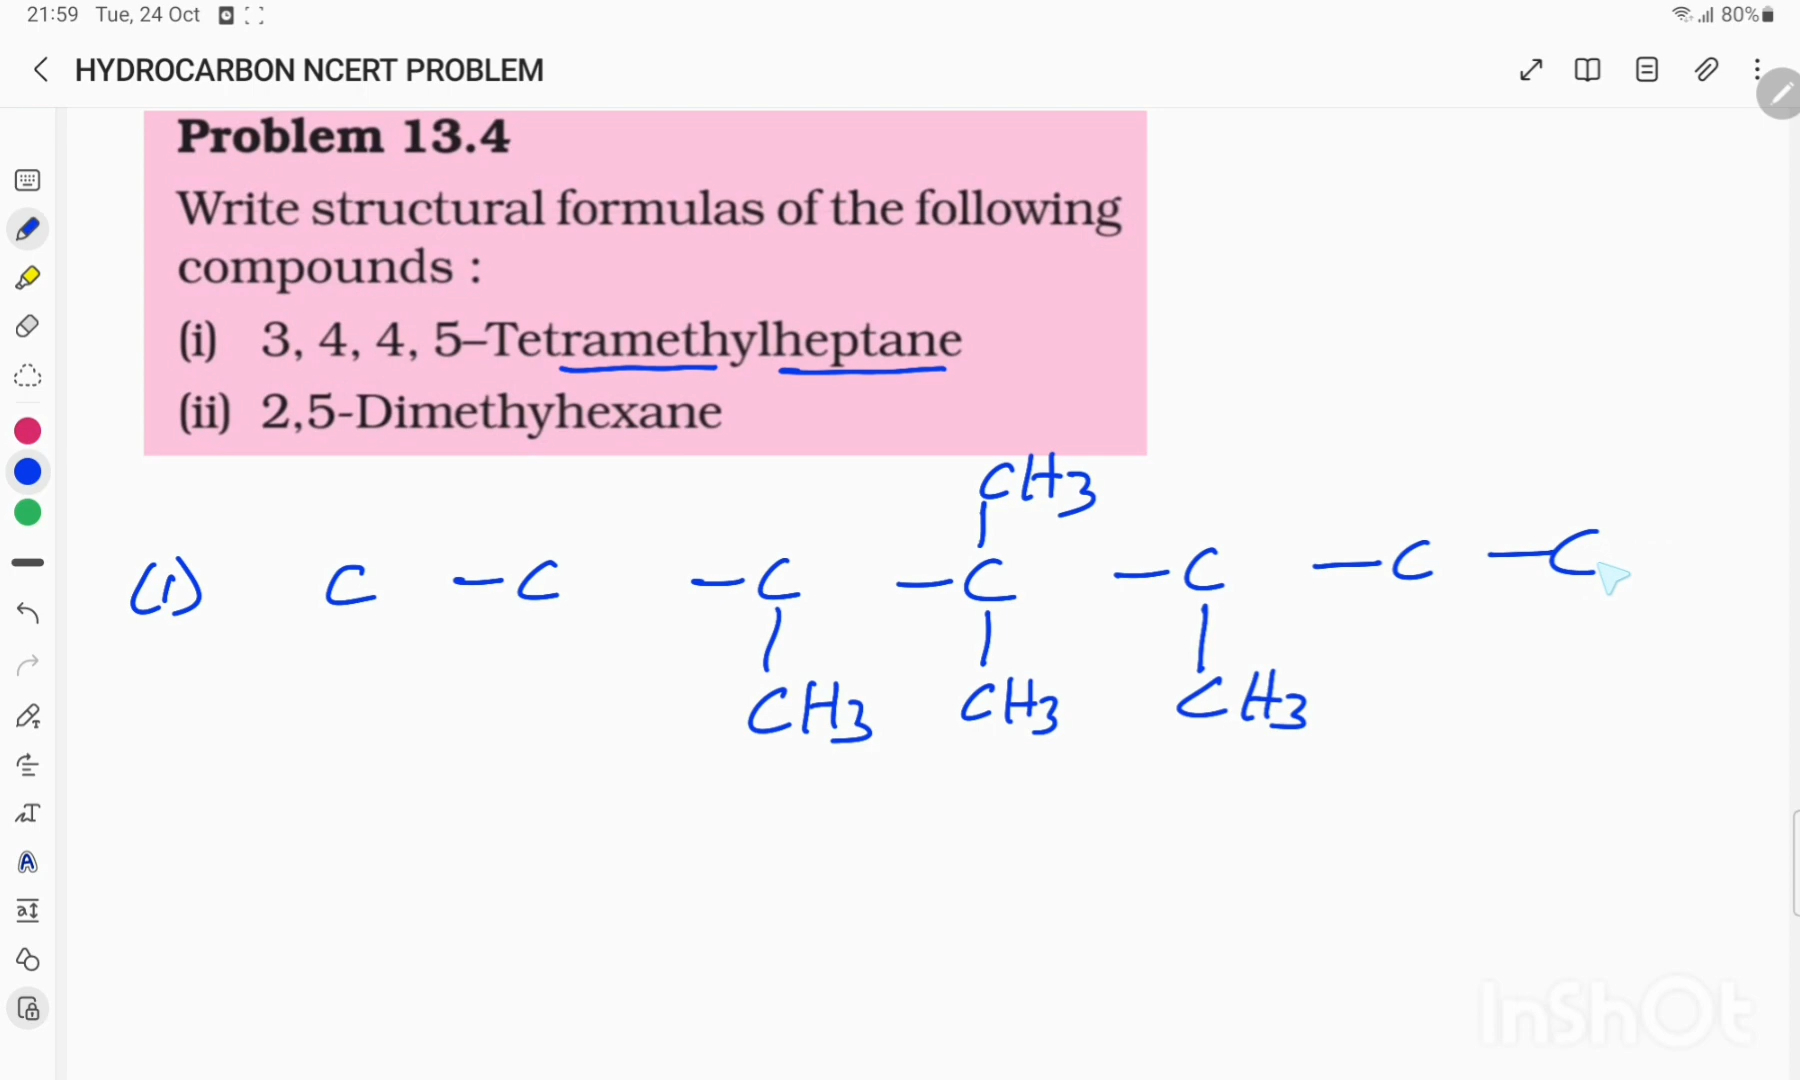 21:59 Tue, 24 Oct 80%
HYDROCARBON NCERT PROBLEM
Problem 13.4
Write structural formulas of the following
compounds :
(i) 3, 4, 4, 5–Tetramethylheptane
(ii) 2,5-Dimethyhexane
CH3
(1) C – C – C – C – C – C – C
CH3 CH3 CH3
InShOt